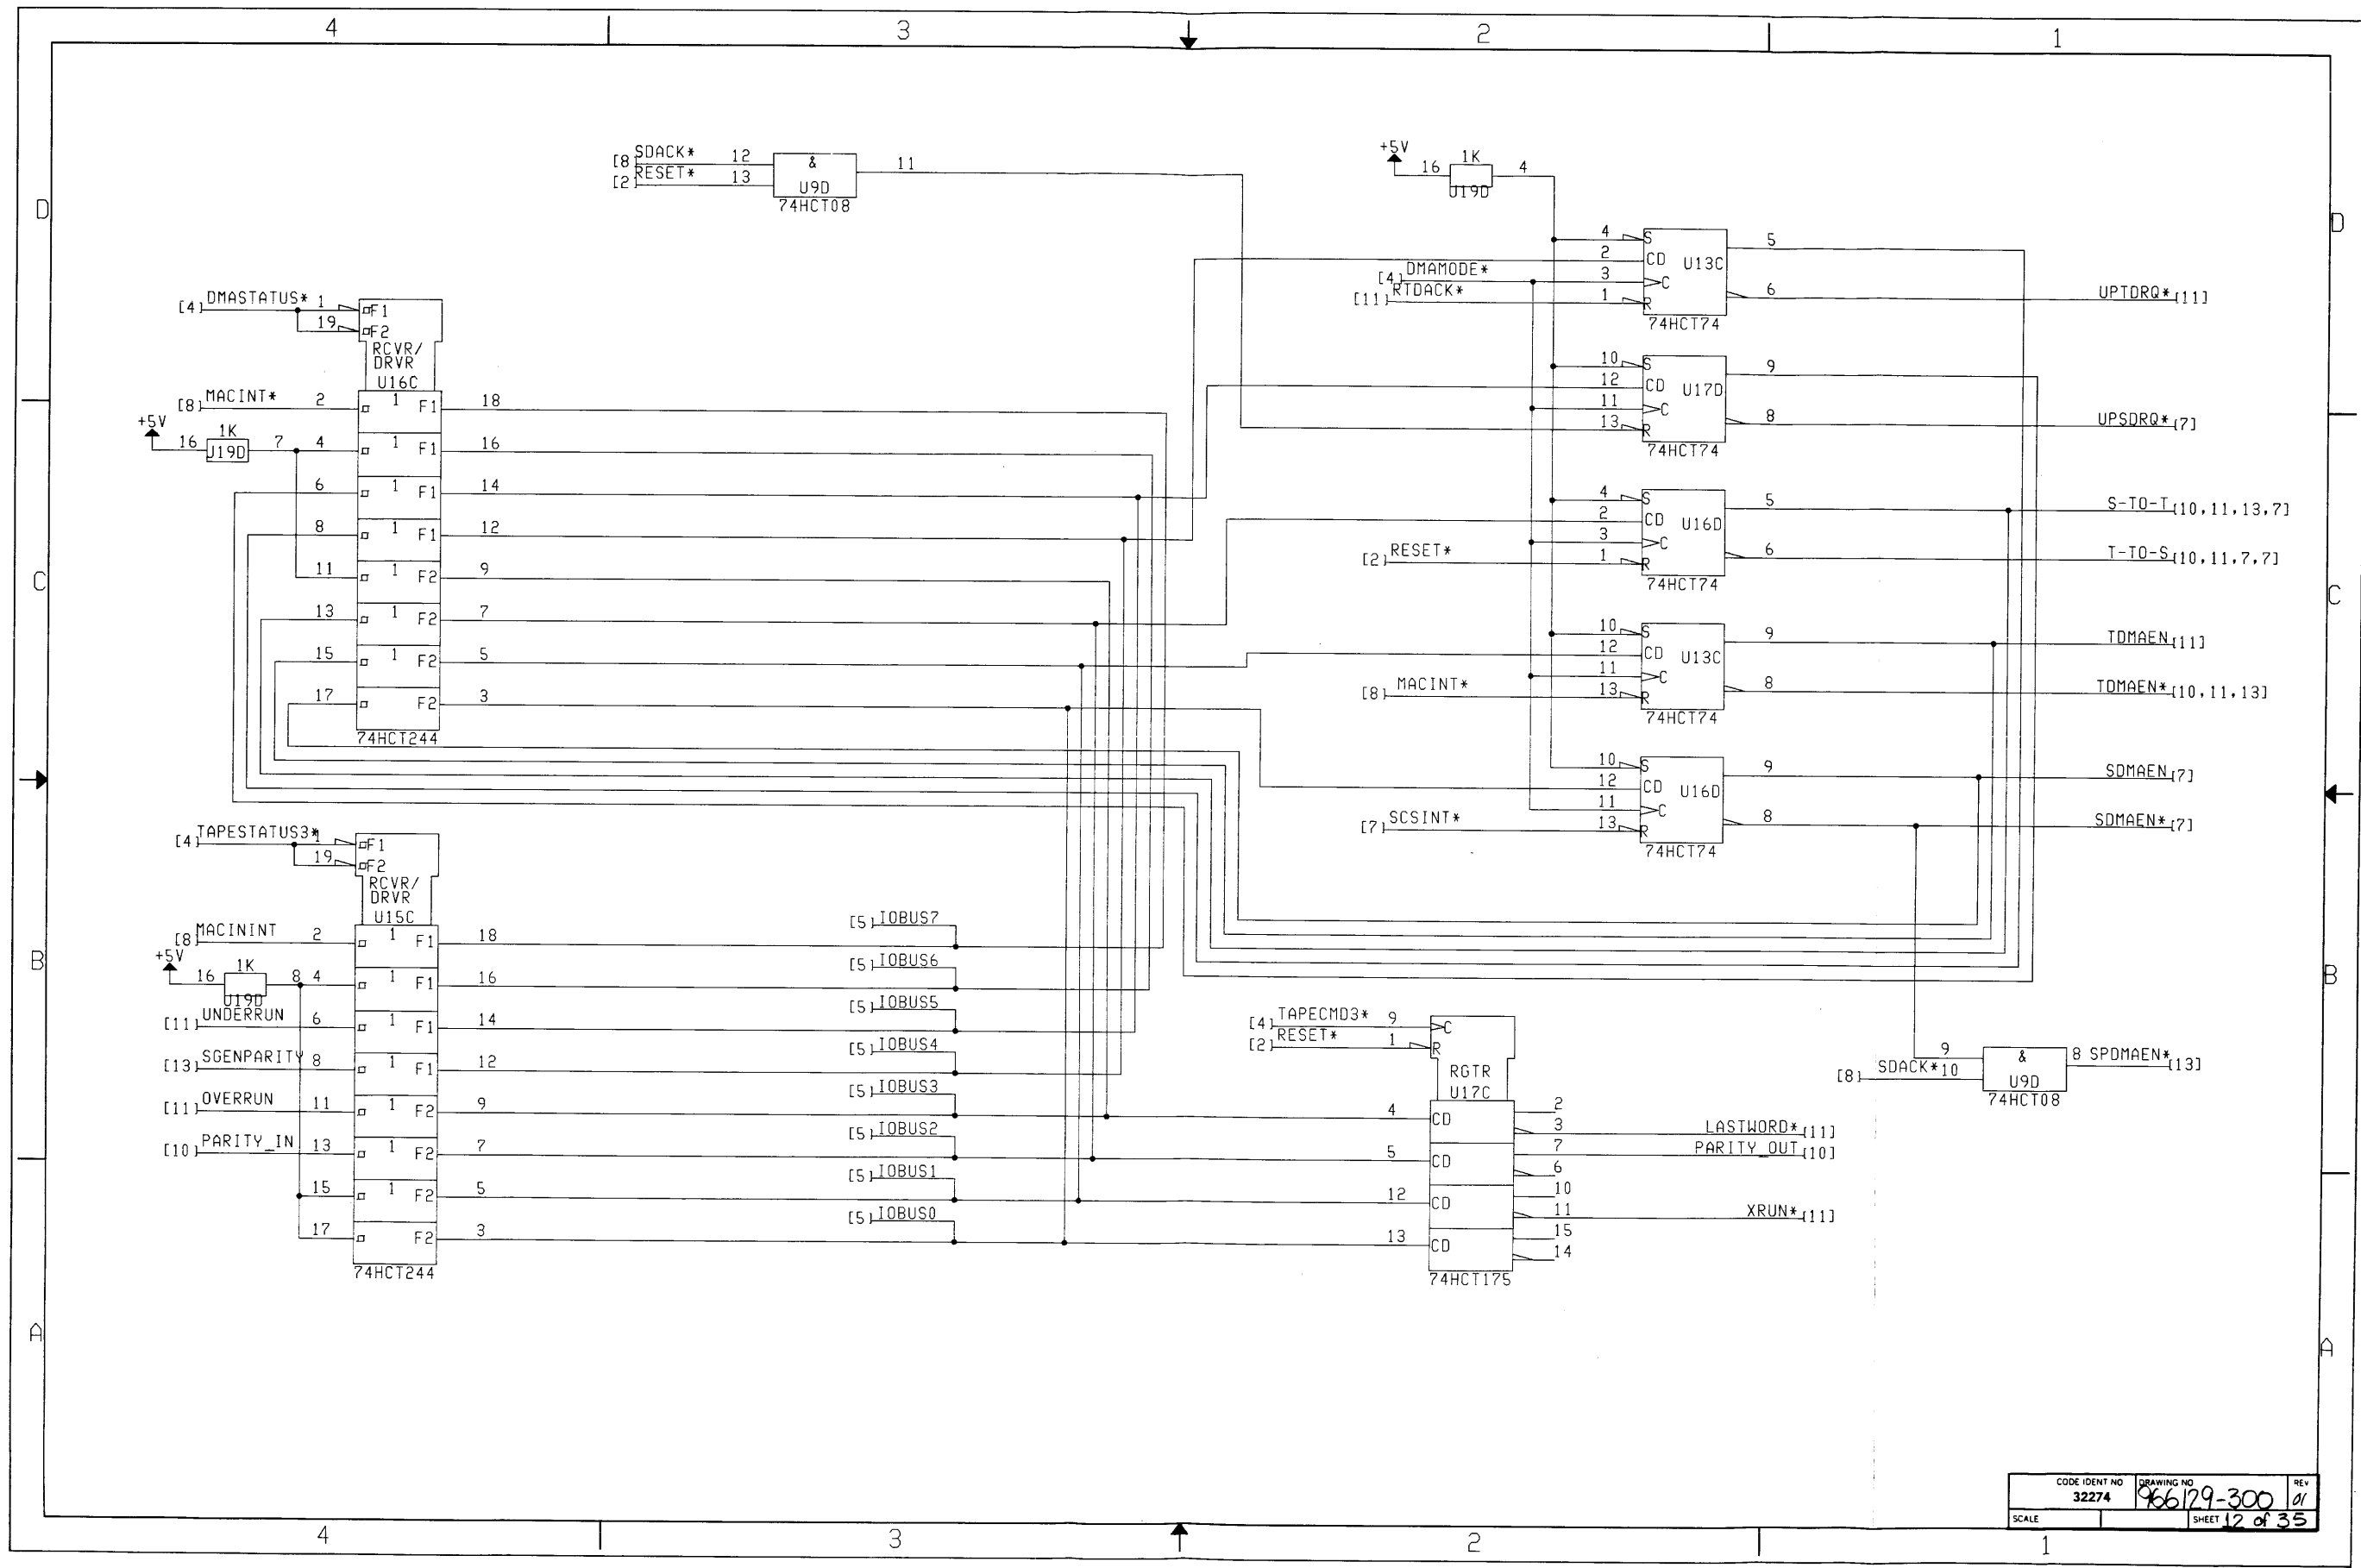 4 3 2 1
D D
C C
B B
A A
4 3 2 1
[8] SDACK* 12
[2] RESET* 13
&
U9D
74HCT08
11
+5V 16 1K 4
U19D
[4] DMAMODE*
[11] RTDACK*
4 S
2 CD U13C
3 C
1 R
74HCT74
5
6 UPTDRQ* [11]
10 S
12 CD U17D
11 C
13 R
74HCT74
9
8 UPSDRQ* [7]
4 S
2 CD U16D
3 C
[2] RESET* 1 R
74HCT74
5 S-TO-T [10,11,13,7]
6 T-TO-S [10,11,7,7]
10 S
12 CD U13C
11 C
[8] MACINT* 13 R
74HCT74
9 TDMAEN [11]
8 TDMAEN* [10,11,13]
10 S
12 CD U16D
11 C
[7] SCSINT* 13 R
74HCT74
9 SDMAEN [7]
8 SDMAEN* [7]
[4] DMASTATUS* 1 F1
19 F2
RCVR/
DRVR
U16C
[8] MACINT* 2 1 F1 18
+5V 16 1K 7 4 1 F1 16
J19D
6 1 F1 14
8 1 F1 12
11 1 F2 9
13 1 F2 7
15 1 F2 5
17 F2 3
74HCT244
[4] TAPESTATUS3* 1 F1
19 F2
RCVR/
DRVR
U15C
[8] MACININT 2 1 F1 18
+5V 16 1K 8 4 1 F1 16
U19D
[11] UNDERRUN 6 1 F1 14
[13] SGENPARITY 8 1 F1 12
[11] OVERRUN 11 1 F2 9
[10] PARITY_IN 13 1 F2 7
15 1 F2 5
17 F2 3
74HCT244
[5] IOBUS7
[5] IOBUS6
[5] IOBUS5
[5] IOBUS4
[5] IOBUS3
[5] IOBUS2
[5] IOBUS1
[5] IOBUS0
[4] TAPECMD3* 9 C
[2] RESET* 1 R
RGTR
U17C
4 CD 2
3 LASTWORD* [11]
5 CD 7 PARITY_OUT [10]
6
12 CD 10
11 XRUN* [11]
13 CD 15
14
74HCT175
9
[8] SDACK* 10
&
U9D
74HCT08
8 SPDMAEN* [13]
CODE IDENT NO
32274
DRAWING NO
966129-300
REV
01
SCALE
SHEET 12 of 35